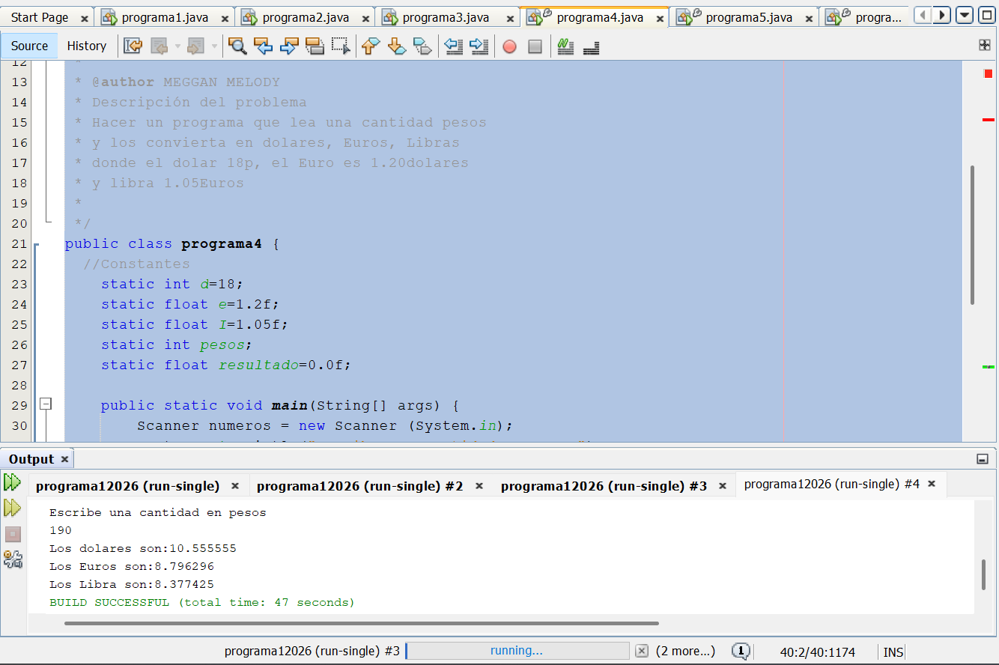 Start Page programa1.java programa2.java programa3.java programa4.java programa5.java progra...
Source History
12 *
13 * @author MEGGAN MELODY
14 * Descripción del problema
15 * Hacer un programa que lea una cantidad pesos
16 * y los convierta en dolares, Euros, Libras
17 * donde el dolar 18p, el Euro es 1.20dolares
18 * y libra 1.05Euros
19 *
20 */
21 public class programa4 {
22 //Constantes
23 static int d=18;
24 static float e=1.2f;
25 static float I=1.05f;
26 static int pesos;
27 static float resultado=0.0f;
28
29 public static void main(String[] args) {
30 Scanner numeros = new Scanner (System.in);
Output
programa12026 (run-single) programa12026 (run-single) #2 programa12026 (run-single) #3 programa12026 (run-single) #4
Escribe una cantidad en pesos
190
Los dolares son:10.555555
Los Euros son:8.796296
Los Libra son:8.377425
BUILD SUCCESSFUL (total time: 47 seconds)
programa12026 (run-single) #3 running... (2 more...) 1 40:2/40:1174 INS